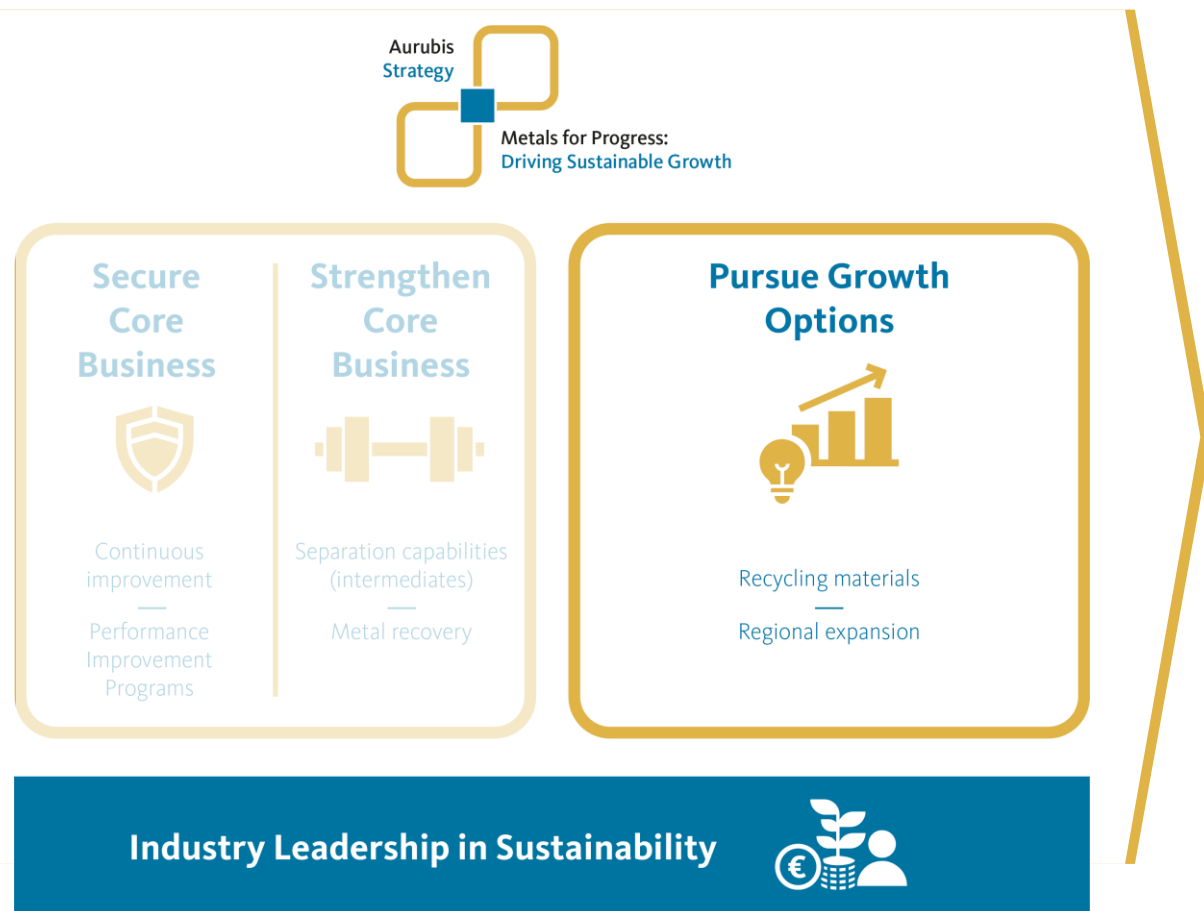 Aurubis
Strategy
Metals for Progress:
Driving Sustainable Growth
Secure
Core
Business
Continuous
improvement
Performance
Improvement
Programs
Strengthen
Core
Business
Separation capabilities
(intermediates)
Metal recovery
Pursue Growth
Options
Recycling materials
Regional expansion
Industry Leadership in Sustainability
€